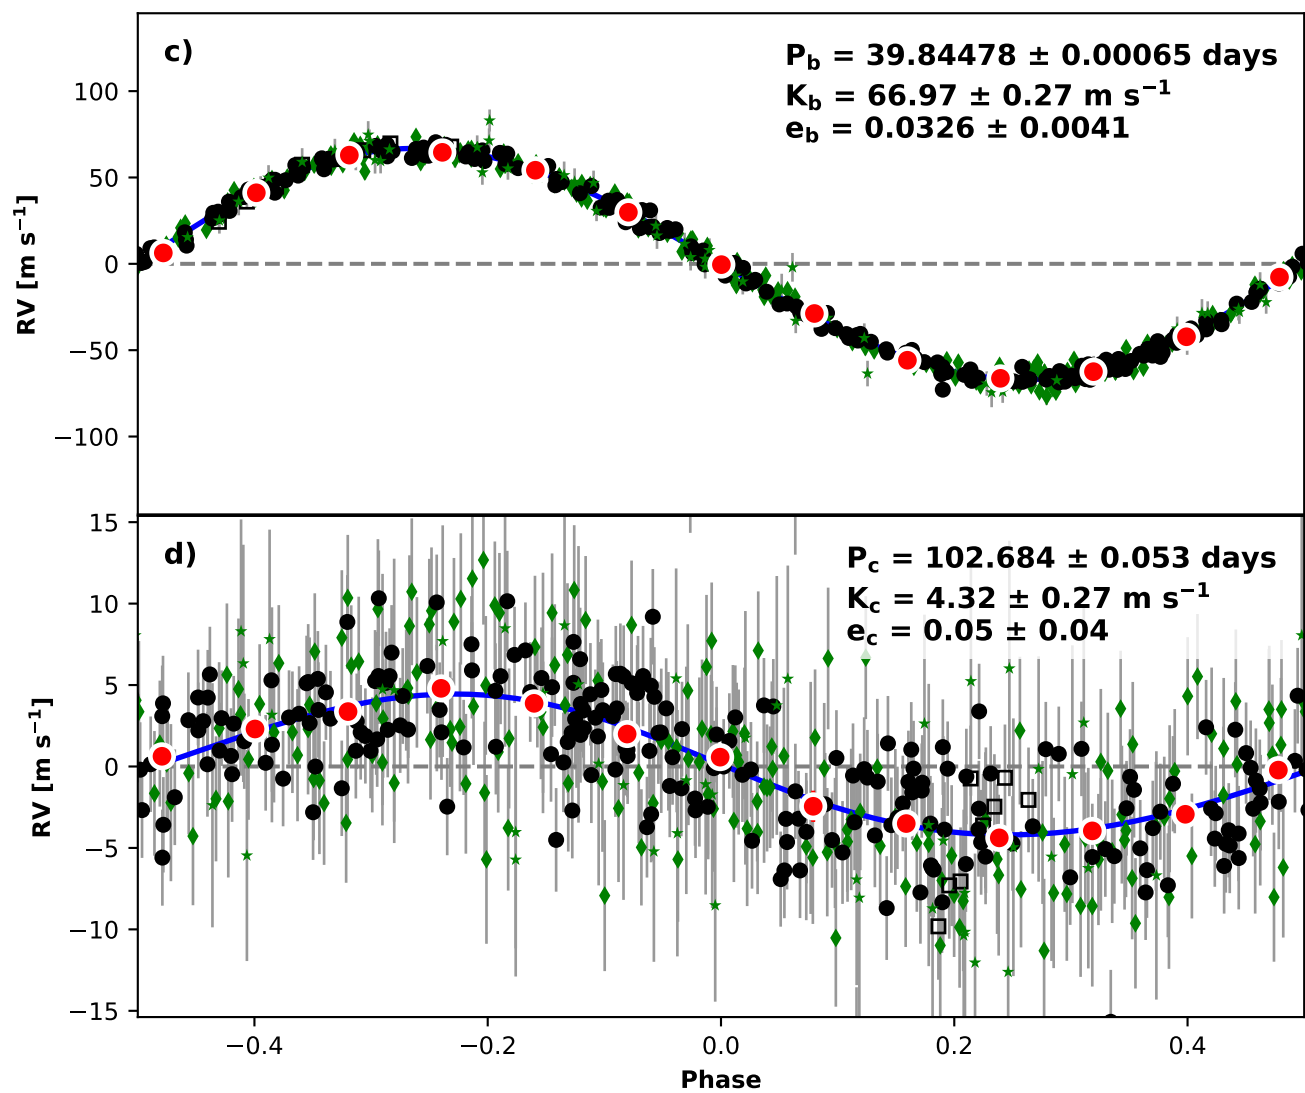 c)
P_b = 39.84478 ± 0.00065 days
K_b = 66.97 ± 0.27 m s⁻¹
e_b = 0.0326 ± 0.0041
100
50
0
−50
−100
RV [m s⁻¹]
d)
P_c = 102.684 ± 0.053 days
K_c = 4.32 ± 0.27 m s⁻¹
e_c = 0.05 ± 0.04
15
10
5
0
−5
−10
−15
RV [m s⁻¹]
−0.4 −0.2 0.0 0.2 0.4
Phase